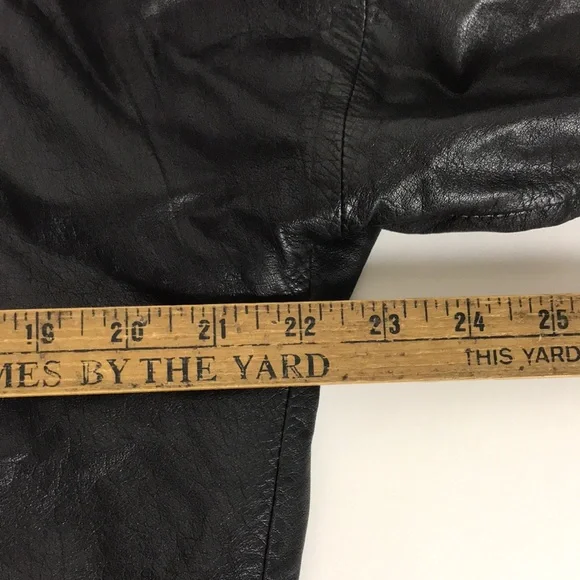 19 20 21 22 23 24 25
MES BY THE YARD THIS YARD